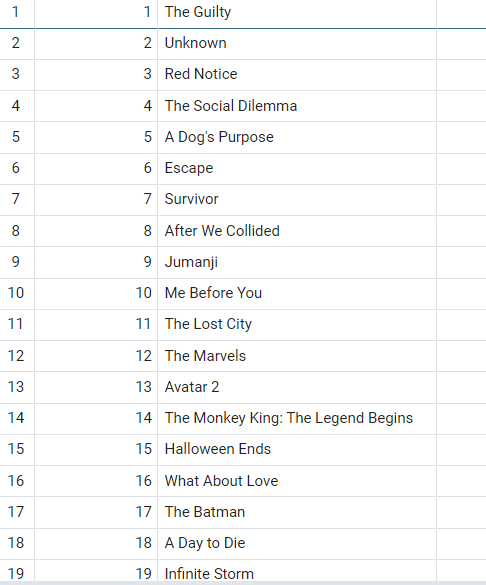 1 1 The Guilty
2 2 Unknown
3 3 Red Notice
4 4 The Social Dilemma
5 5 A Dog's Purpose
6 6 Escape
7 7 Survivor
8 8 After We Collided
9 9 Jumanji
10 10 Me Before You
11 11 The Lost City
12 12 The Marvels
13 13 Avatar 2
14 14 The Monkey King: The Legend Begins
15 15 Halloween Ends
16 16 What About Love
17 17 The Batman
18 18 A Day to Die
19 19 Infinite Storm